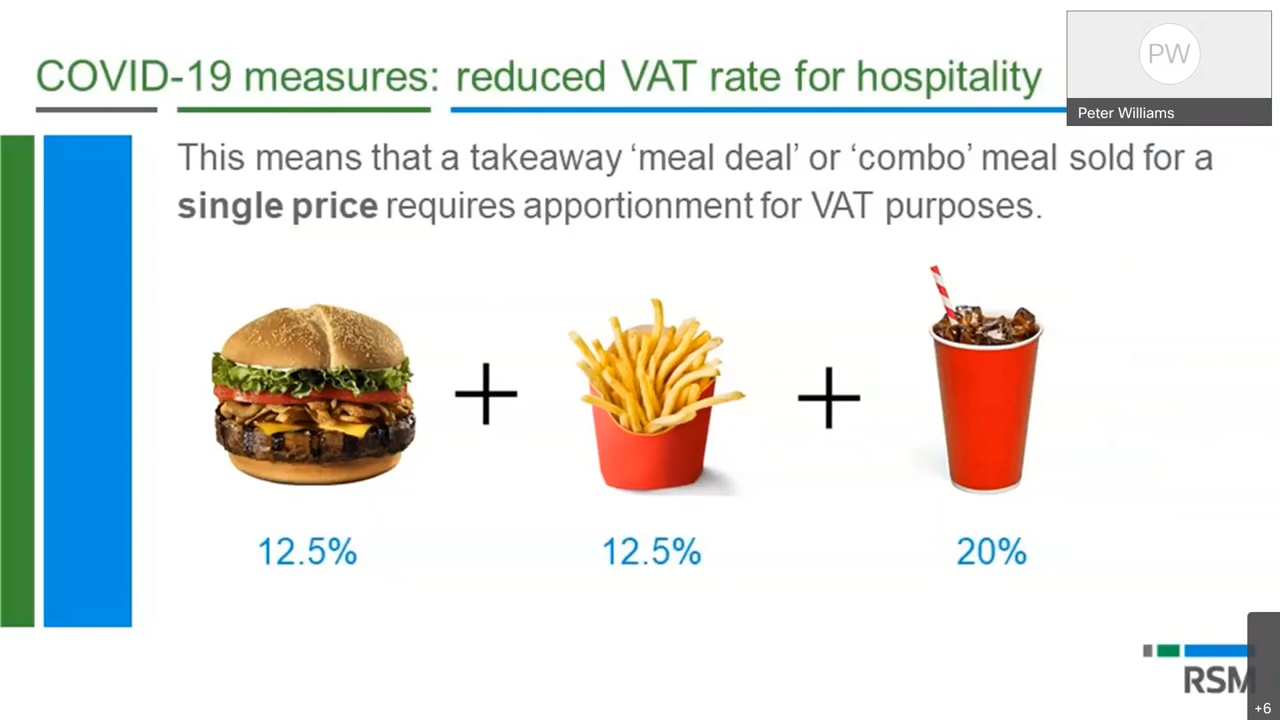 COVID-19 measures: reduced VAT rate for hospitality
PW
Peter Williams
This means that a takeaway ‘meal deal’ or ‘combo’ meal sold for a
single price requires apportionment for VAT purposes.
+
+
12.5%
12.5%
20%
RSM
+6